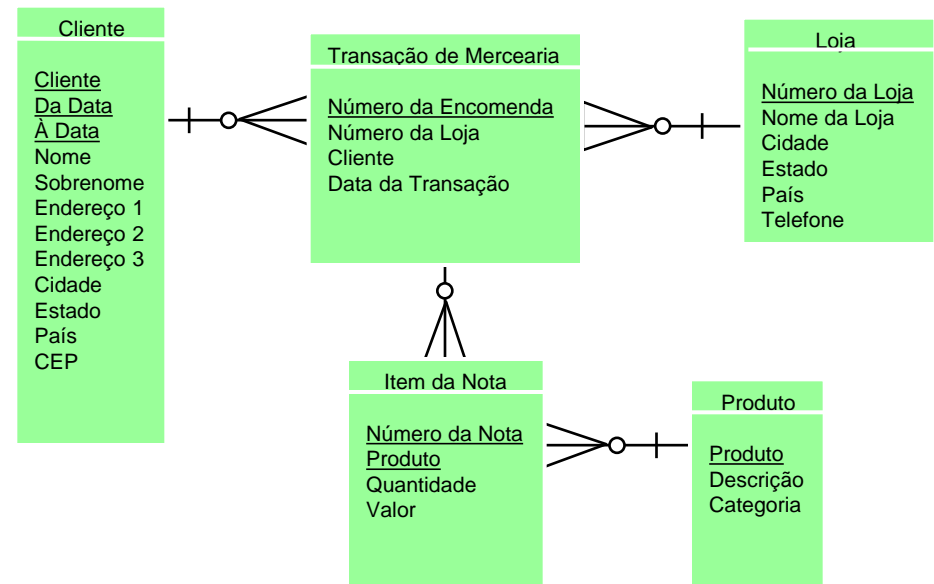 Cliente
Cliente
Da Data
À Data
Nome
Sobrenome
Endereço 1
Endereço 2
Endereço 3
Cidade
Estado
País
CEP
Transação de Mercearia
Número da Encomenda
Número da Loja
Cliente
Data da Transação
Loja
Número da Loja
Nome da Loja
Cidade
Estado
País
Telefone
Item da Nota
Número da Nota
Produto
Quantidade
Valor
Produto
Produto
Descrição
Categoria